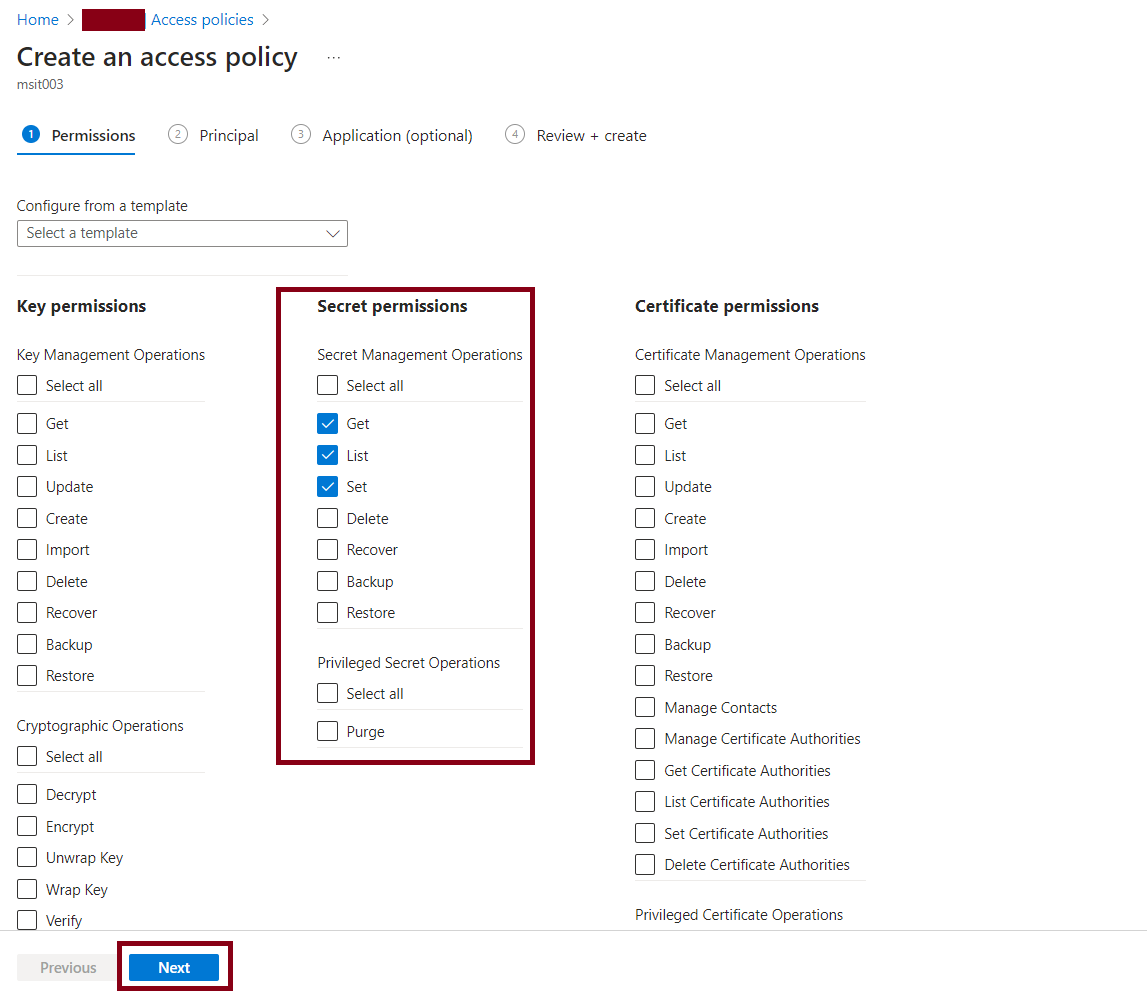 Home > Access policies >
Create an access policy ...
msit003
1 Permissions 2 Principal 3 Application (optional) 4 Review + create
Configure from a template
Select a template
Key permissions
Key Management Operations
Select all
Get
List
Update
Create
Import
Delete
Recover
Backup
Restore
Cryptographic Operations
Select all
Decrypt
Encrypt
Unwrap Key
Wrap Key
Verify
Secret permissions
Secret Management Operations
Select all
Get
List
Set
Delete
Recover
Backup
Restore
Privileged Secret Operations
Select all
Purge
Certificate permissions
Certificate Management Operations
Select all
Get
List
Update
Create
Import
Delete
Recover
Backup
Restore
Manage Contacts
Manage Certificate Authorities
Get Certificate Authorities
List Certificate Authorities
Set Certificate Authorities
Delete Certificate Authorities
Privileged Certificate Operations
Previous Next